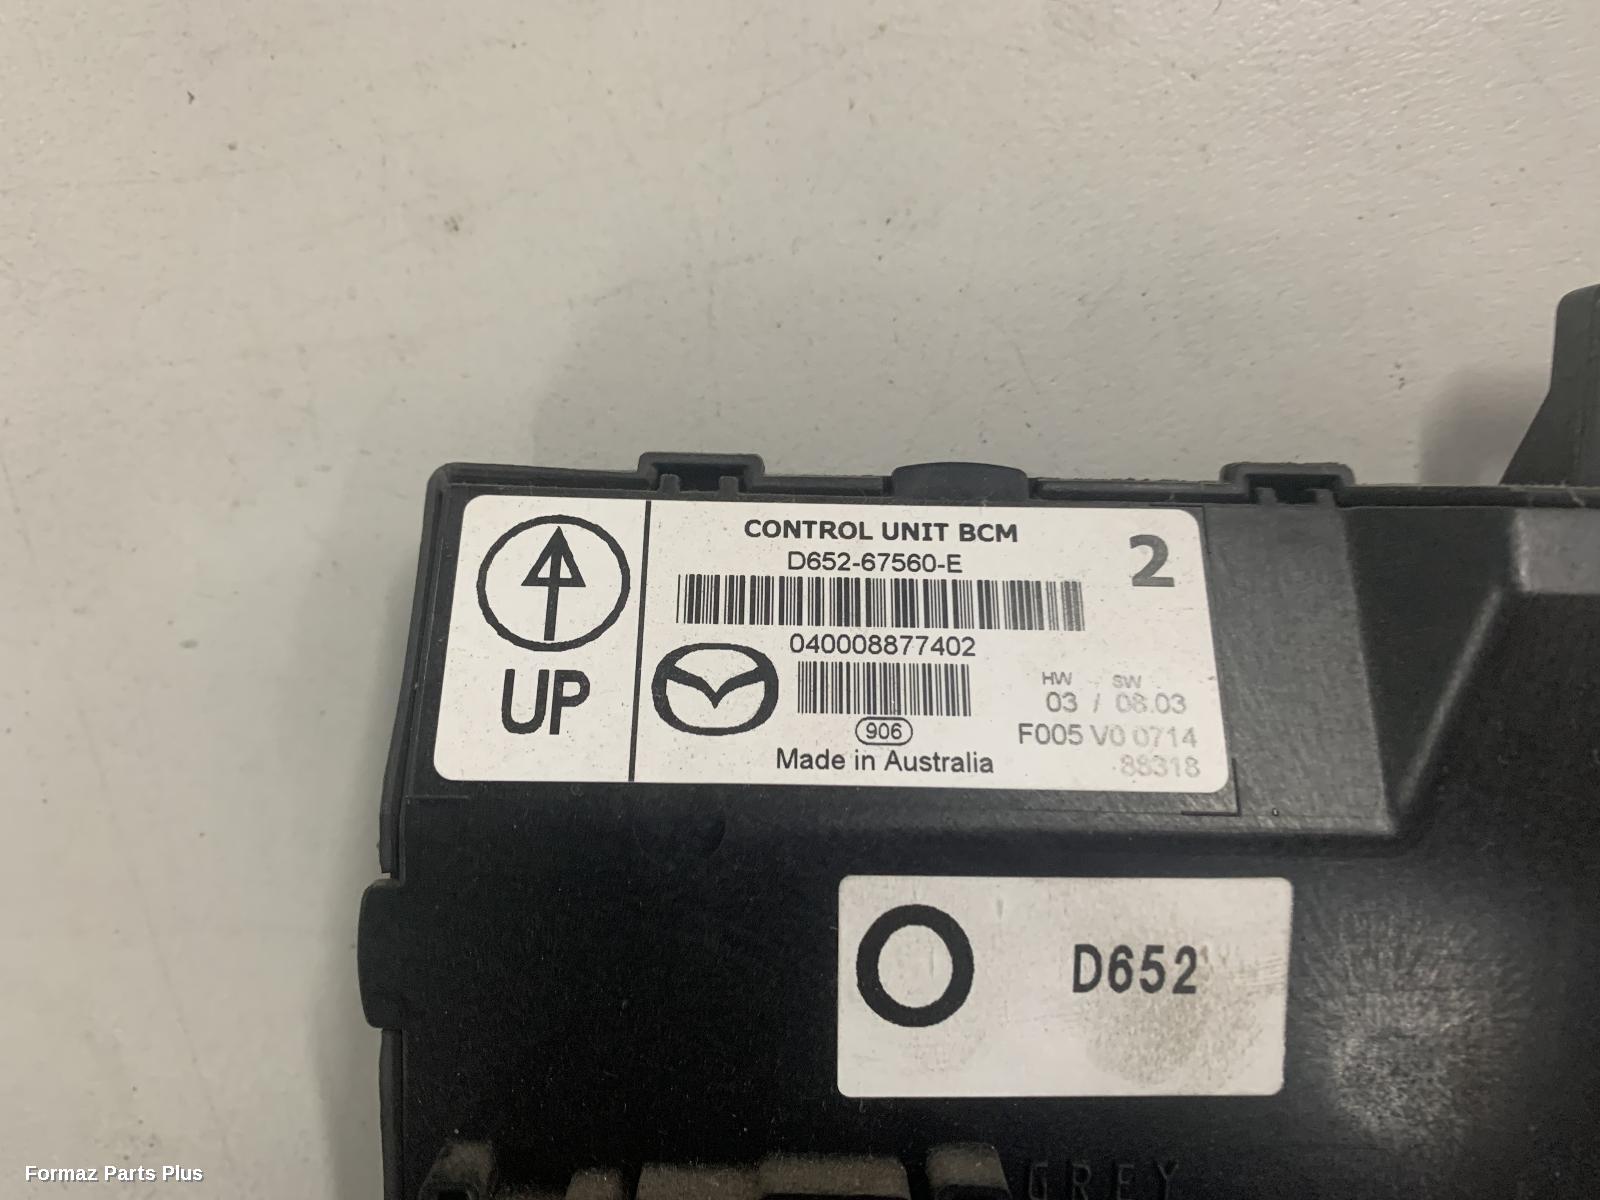 CONTROL UNIT BCM
D652-67560-E
2
040008877402
UP
HW SW
03 / 08.03
906
F005 V0 0714
Made in Australia
88318
D652
GREY
Formaz Parts Plus